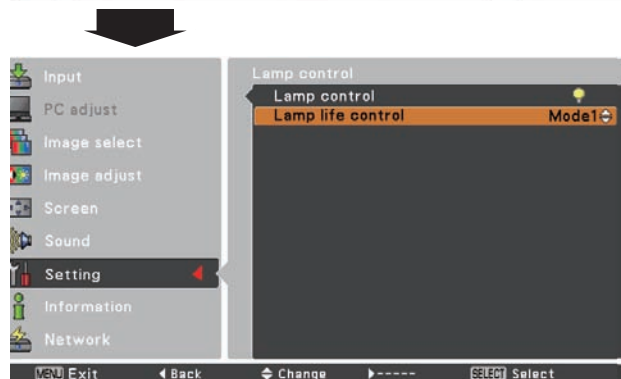 Input
PC adjust
Image select
Image adjust
Screen
Sound
Setting
Information
Network
Lamp control
Lamp control
Lamp life control Mode1
MENU Exit Back Change ----- SELECT Select